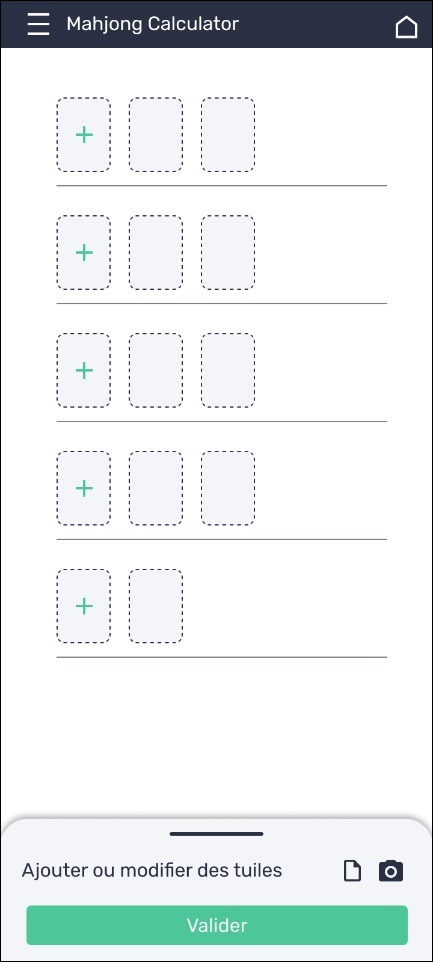 Mahjong Calculator
+
+
+
+
+
Ajouter ou modifier des tuiles
Valider